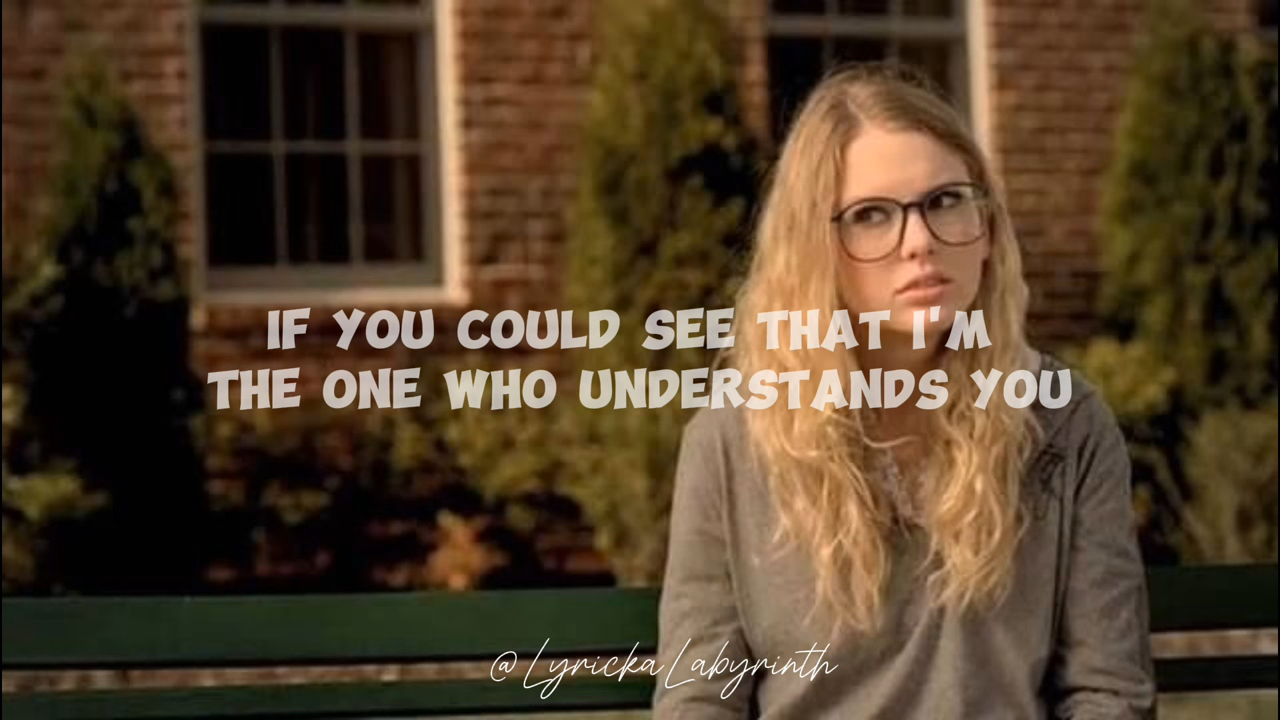 IF YOU COULD SEE THAT I'M
THE ONE WHO UNDERSTANDS YOU
@LyrickaLabyrinth